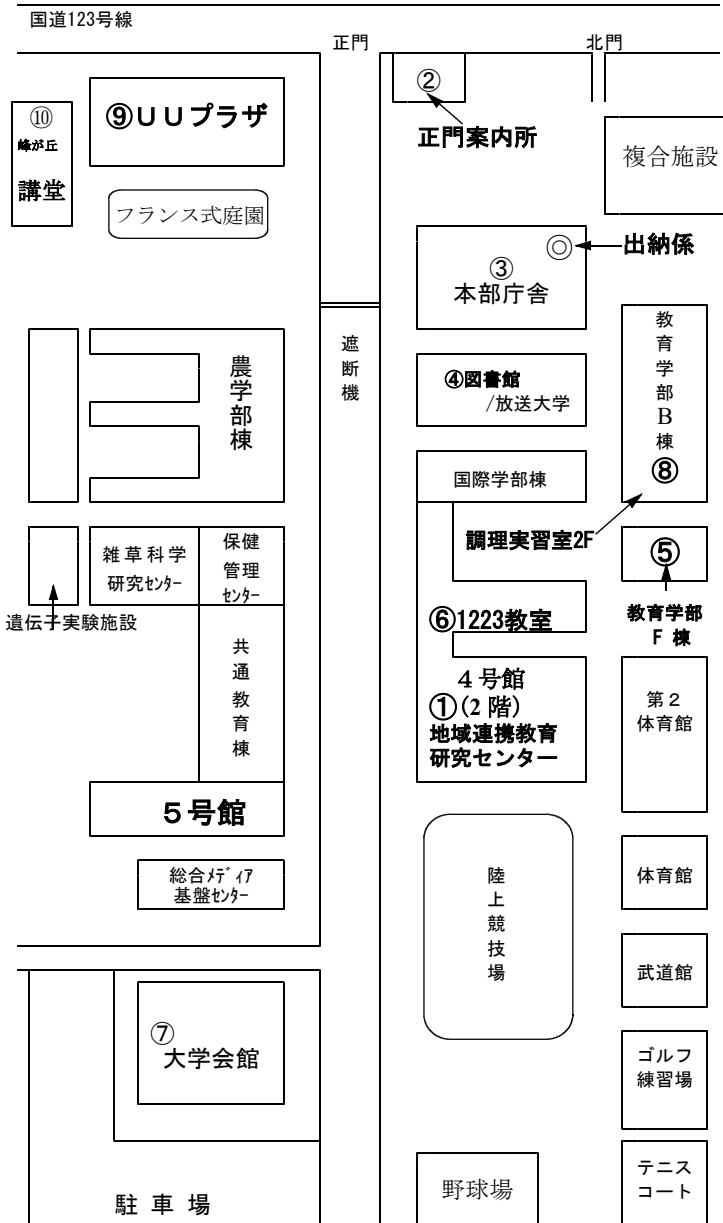 国道123号線
正門
北門
②
正門案内所
⑩
峰が丘
講堂
⑨ＵＵプラザ
フランス式庭園
複合施設
◎
出納係
③
本部庁舎
遮断機
④図書館
/放送大学
教育学部B棟
⑧
農学部棟
国際学部棟
調理実習室2F
⑤
教育学部
F 棟
雑草科学
研究ｾﾝﾀｰ
保健
管理
ｾﾝﾀｰ
遺伝子実験施設
⑥1223教室
共通教育棟
４号館
①(2 階)
地域連携教育
研究センター
第２
体育館
５号館
総合ﾒﾃﾞｨｱ
基盤ｾﾝﾀｰ
陸上競技場
体育館
武道館
⑦
大学会館
ゴルフ
練習場
駐 車 場
野球場
テニス
コート